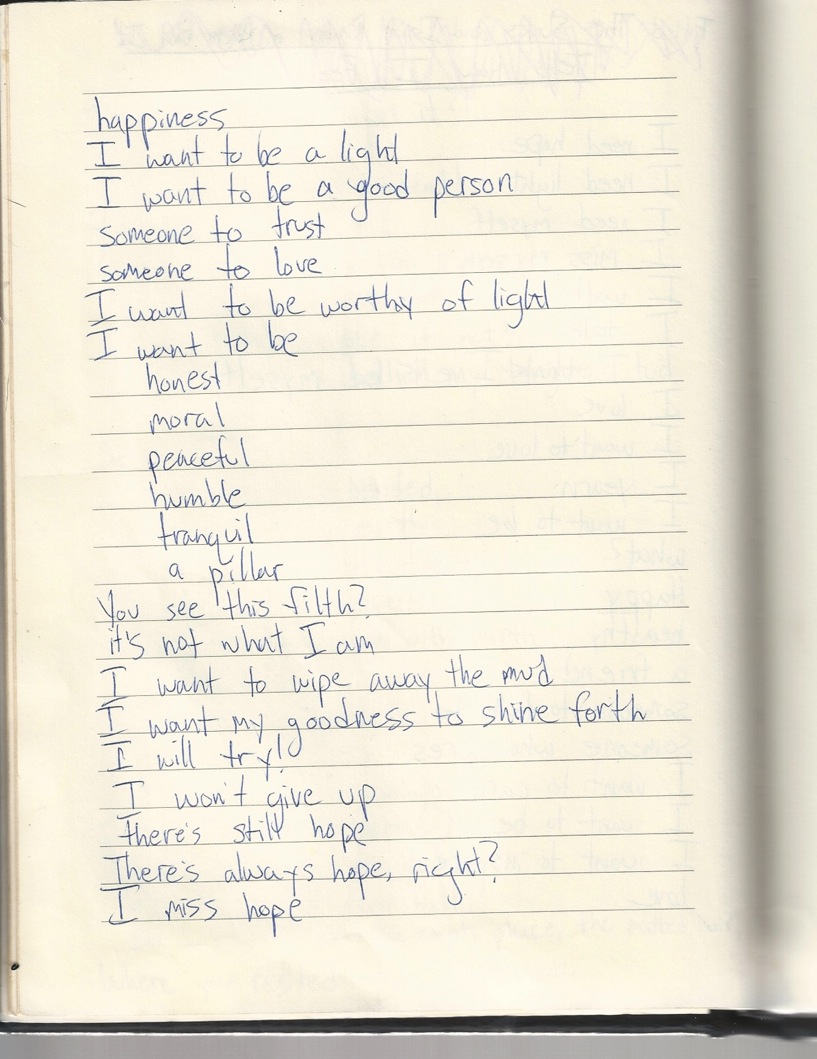 happiness
I want to be a light
I want to be a good person
someone to trust
someone to love
I want to be worthy of light
I want to be
honest
moral
peaceful
humble
tranquil
a pillar
You see this filth?
it's not what I am
I want to wipe away the mud
I want my goodness to shine forth
I will try!
I won't give up
there's still hope
There's always hope, right?
I miss hope